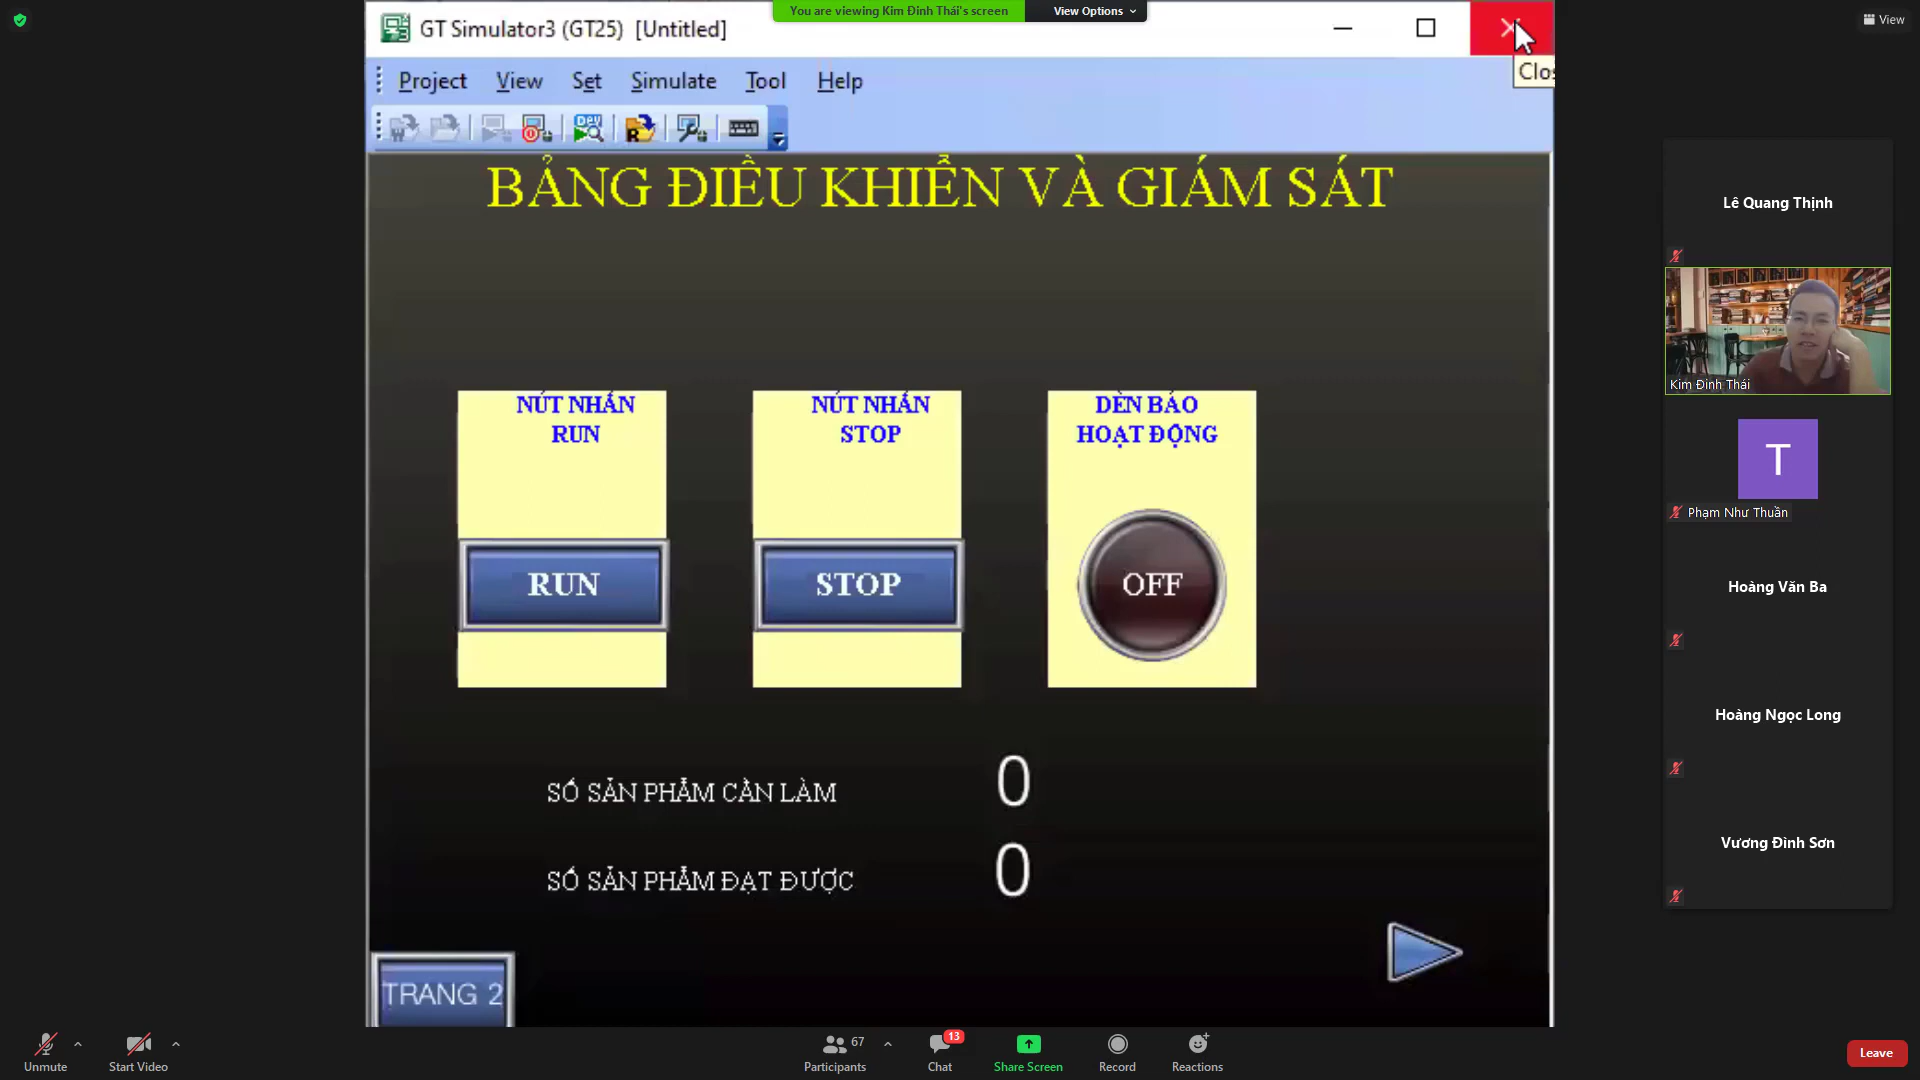 You are viewing Kim Đình Thái's screen
View Options
View
GT Simulator3 (GT25) [Untitled]
Project View Set Simulate Tool Help
BẢNG ĐIỀU KHIỂN VÀ GIÁM SÁT
NÚT NHẤN
RUN
NÚT NHẤN
STOP
DÈN BÁO
HOẠT ĐỘNG
RUN
STOP
OFF
SỐ SẢN PHẨM CẦN LÀM 0
SỐ SẢN PHẨM ĐẠT ĐƯỢC 0
TRANG 2
Lê Quang Thịnh
Kim Đình Thái
T
Phạm Như Thuần
Hoàng Văn Ba
Hoàng Ngọc Long
Vương Đình Sơn
Unmute
Start Video
67
Participants
13
Chat
Share Screen
Record
Reactions
Leave